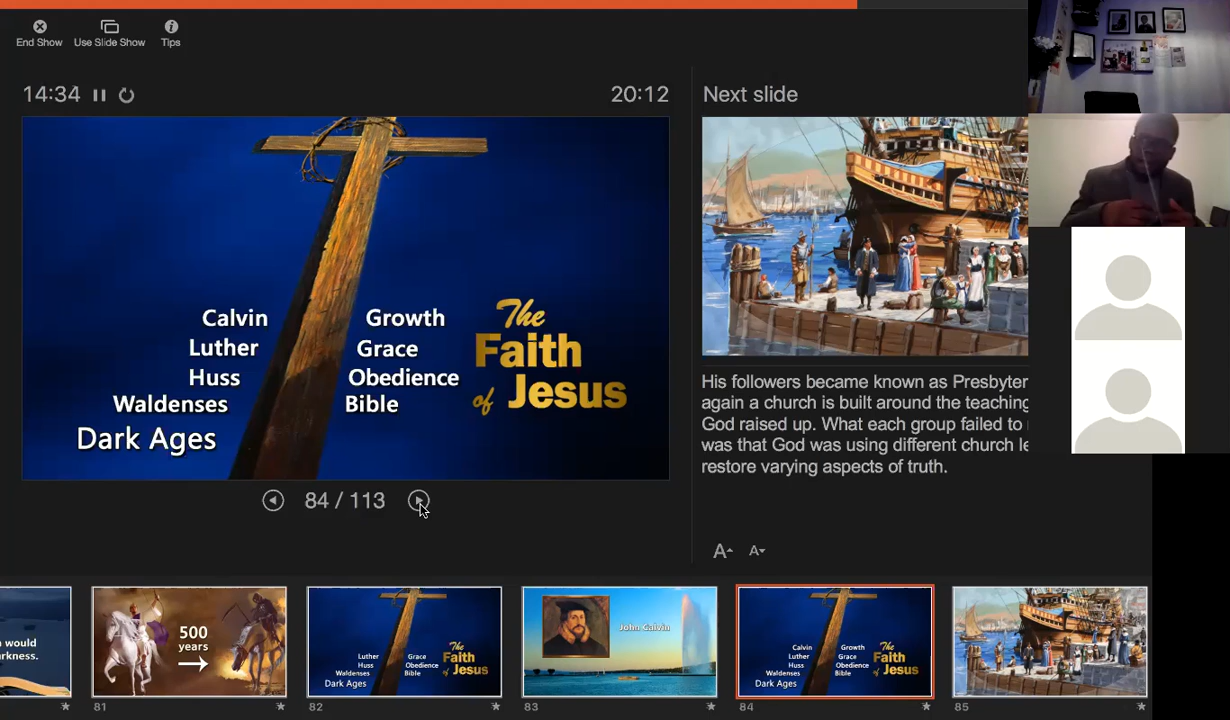 End Show
Use Slide Show
Tips
14:34
20:12
Next slide
Calvin
Growth
Luther
Grace
Huss
Obedience
Waldenses
Bible
Dark Ages
The
Faith
of Jesus
His followers became known as Presbyter
again a church is built around the teaching
God raised up. What each group failed to
was that God was using different church le
restore varying aspects of truth.
84 / 113
A
A
would
rkness.
500
years
Luther
Grace
Huss
Obedience
Waldenses
Bible
Dark Ages
The
Faith
of Jesus
John Calvin
Calvin
Growth
Luther
Grace
Huss
Obedience
Waldenses
Bible
Dark Ages
The
Faith
of Jesus
81
82
83
84
85